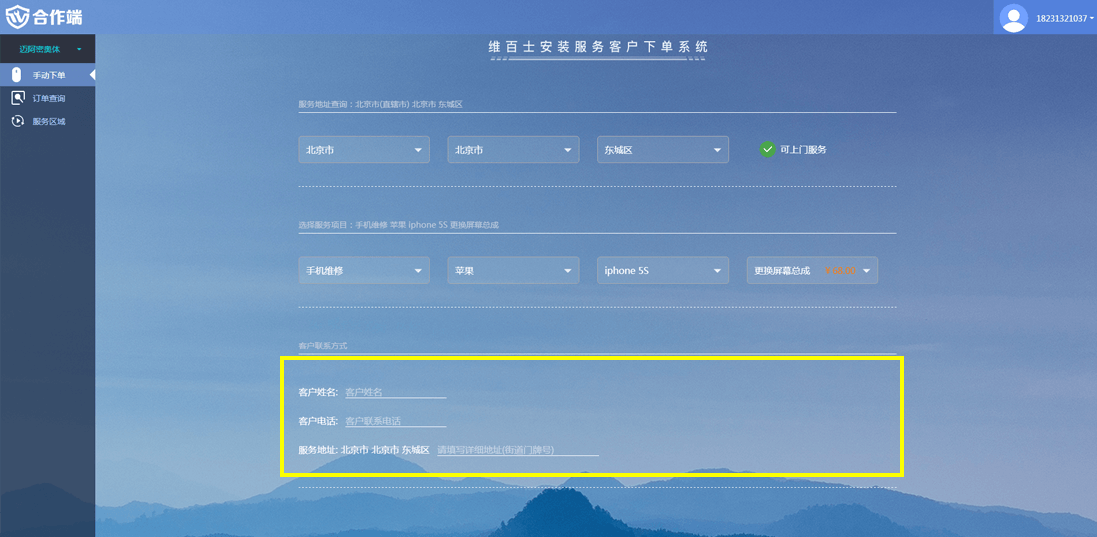 合作端
18231321037
迈阿密奥体
手动下单
订单查询
服务区域
维百士安装服务客户下单系统
服务地址查询：北京市(直辖市) 北京市 东城区
北京市 北京市 东城区 可上门服务
选择服务项目：手机维修 苹果 iphone 5S 更换屏幕总成
手机维修 苹果 iphone 5S 更换屏幕总成
客户联系方式
客户姓名: 客户姓名
客户电话: 客户联系电话
服务地址: 北京市 北京市 东城区 请填写详细地址(街道门牌号)